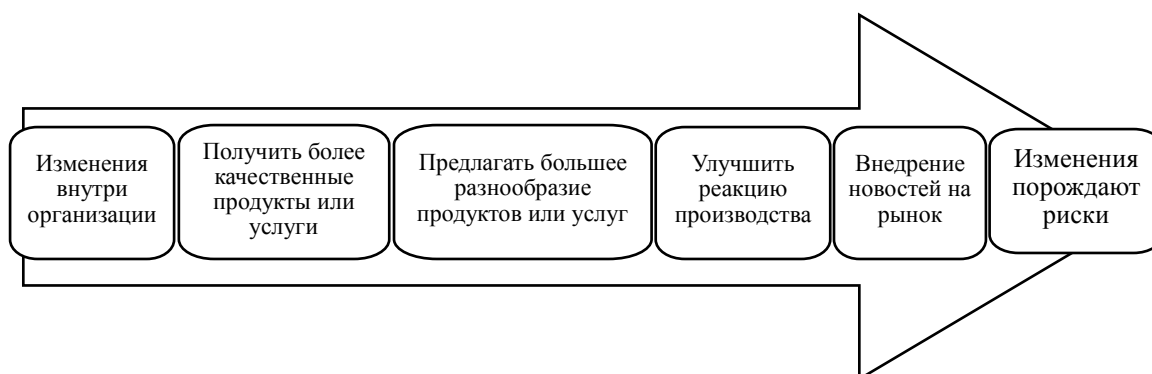 Изменения
внутри
организации
Получить более
качественные
продукты или
услуги
Предлагать большее
разнообразие
продуктов или услуг
Улучшить
реакцию
производства
Внедрение
новостей на
рынок
Изменения
порождают
риски